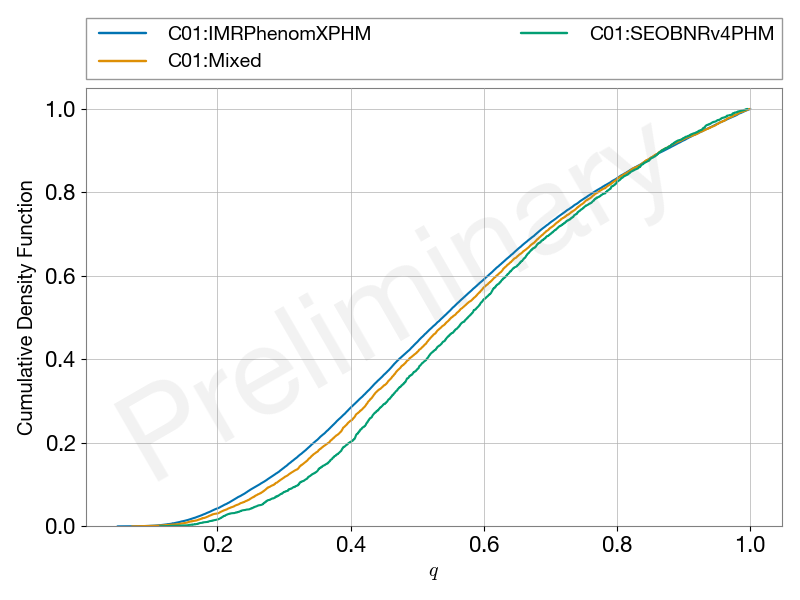 C01:IMRPhenomXPHM
C01:Mixed
C01:SEOBNRv4PHM
Cumulative Density Function
1.0
0.8
0.6
0.4
0.2
0.0
Preliminary
0.2 0.4 0.6 0.8 1.0
q